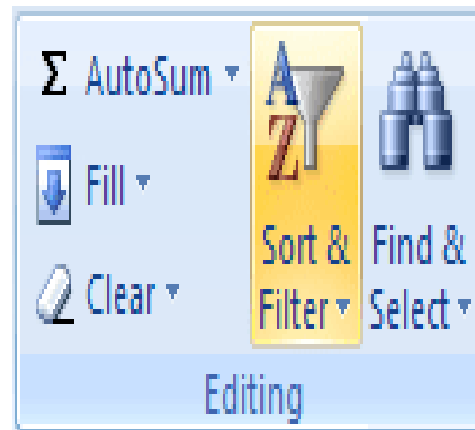 Σ AutoSum
Fill
Clear
A
Z
Sort &
Filter
Find &
Select
Editing